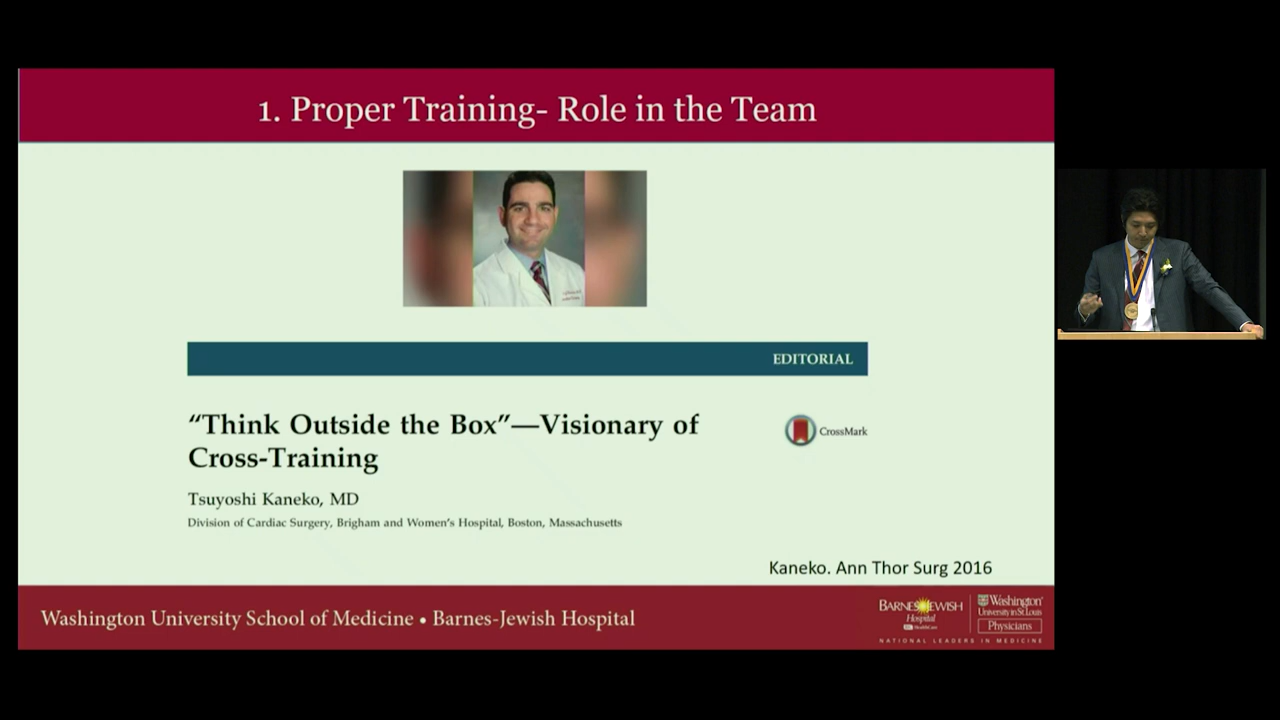 1. Proper Training- Role in the Team
EDITORIAL
“Think Outside the Box”—Visionary of
Cross-Training
CrossMark
Tsuyoshi Kaneko, MD
Division of Cardiac Surgery, Brigham and Women's Hospital, Boston, Massachusetts
Kaneko. Ann Thor Surg 2016
Washington University School of Medicine • Barnes-Jewish Hospital
BARNES JEWISH
Hospital
BJC HealthCare
Washington
University in St. Louis
Physicians
NATIONAL LEADERS IN MEDICINE